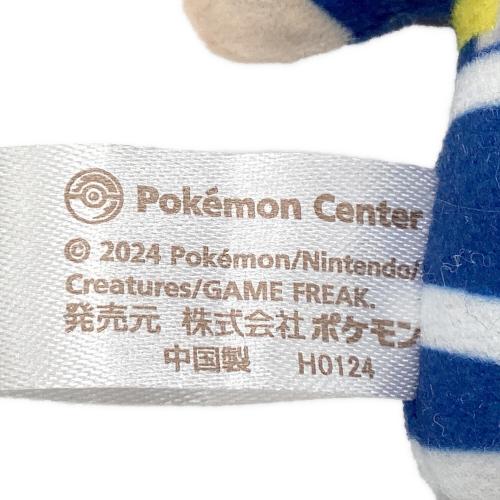 Pokémon Center
© 2024 Pokémon/Nintendo/
Creatures/GAME FREAK.
発売元 株式会社ポケモン
中国製 H0124